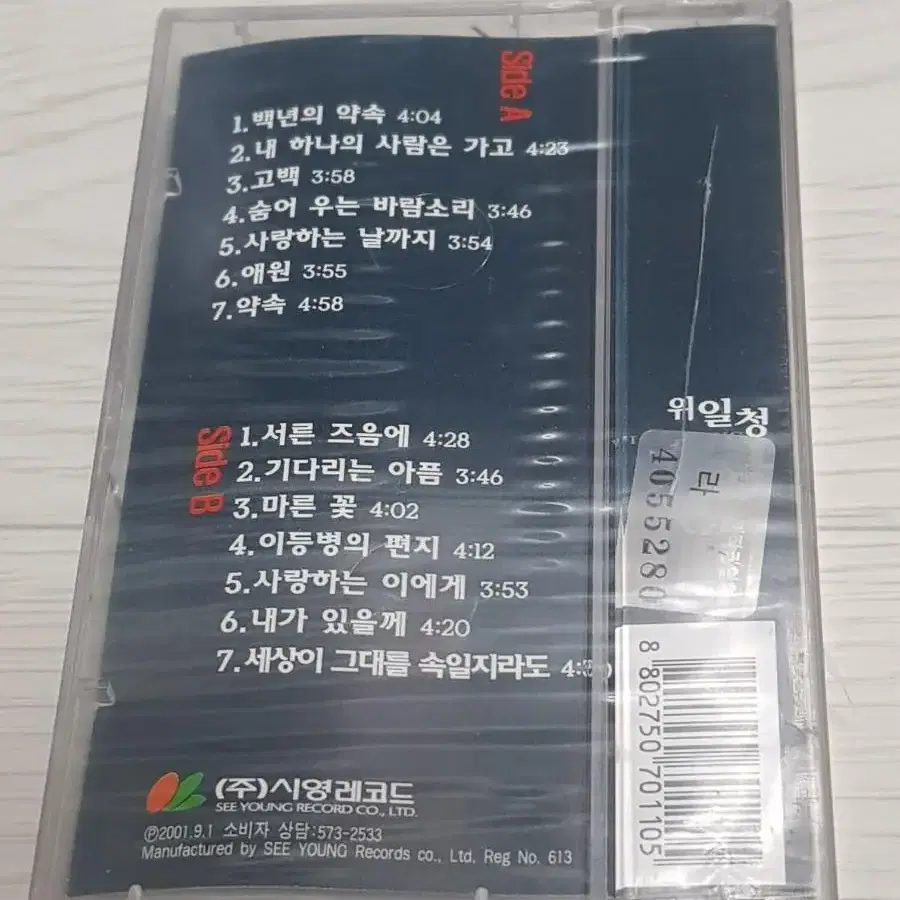 Side A
1.백년의 약속 4:04
2.내 하나의 사람은 가고 4:23
3.고백 3:58
4.숨어 우는 바람소리 3:46
5.사랑하는 날까지 3:54
6.애원 3:55
7.약속 4:58
Side B
1.서른 즈음에 4:28
2.기다리는 아픔 3:46
3.마른 꽃 4:02
4.이등병의 편지 4:12
5.사랑하는 이에게 3:53
6.내가 있을께 4:20
7.세상이 그대를 속일지라도
(주)시영레코드
SEE YOUNG RECORD CO., LTD.
Ⓟ2001.9.1 소비자 상담:573-2533
Manufactured by SEE YOUNG Records co., Ltd. Reg No. 613
위일청
라
4055280
8 802750 701105